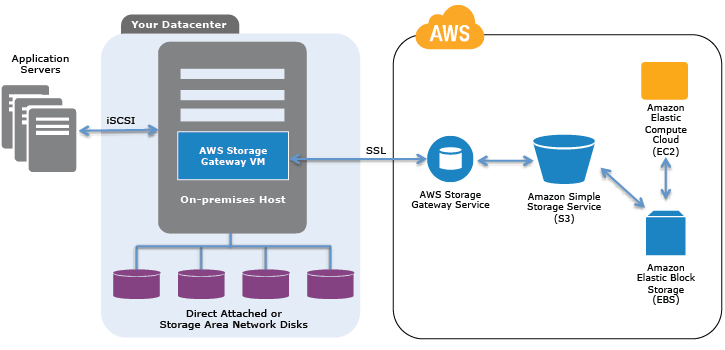 Your Datacenter
AWS
Application
Servers
iSCSI
AWS Storage
Gateway VM
On-premises Host
SSL
AWS Storage
Gateway Service
Amazon Simple
Storage Service
(S3)
Amazon
Elastic
Compute
Cloud
(EC2)
Amazon
Elastic Block
Storage
(EBS)
Direct Attached or
Storage Area Network Disks